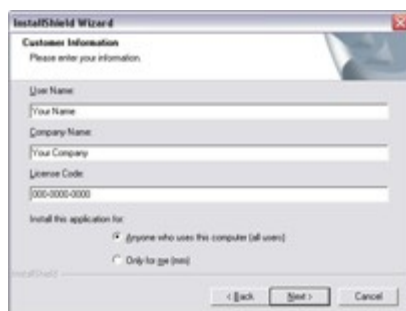 InstallShield Wizard
Customer Information
Please enter your information.
User Name:
Your Name
Company Name:
Your Company
License Code:
000-0000-0000
Install this application for:
Anyone who uses this computer (all users)
Only for me (mm)
InstallShield
< Back Next > Cancel